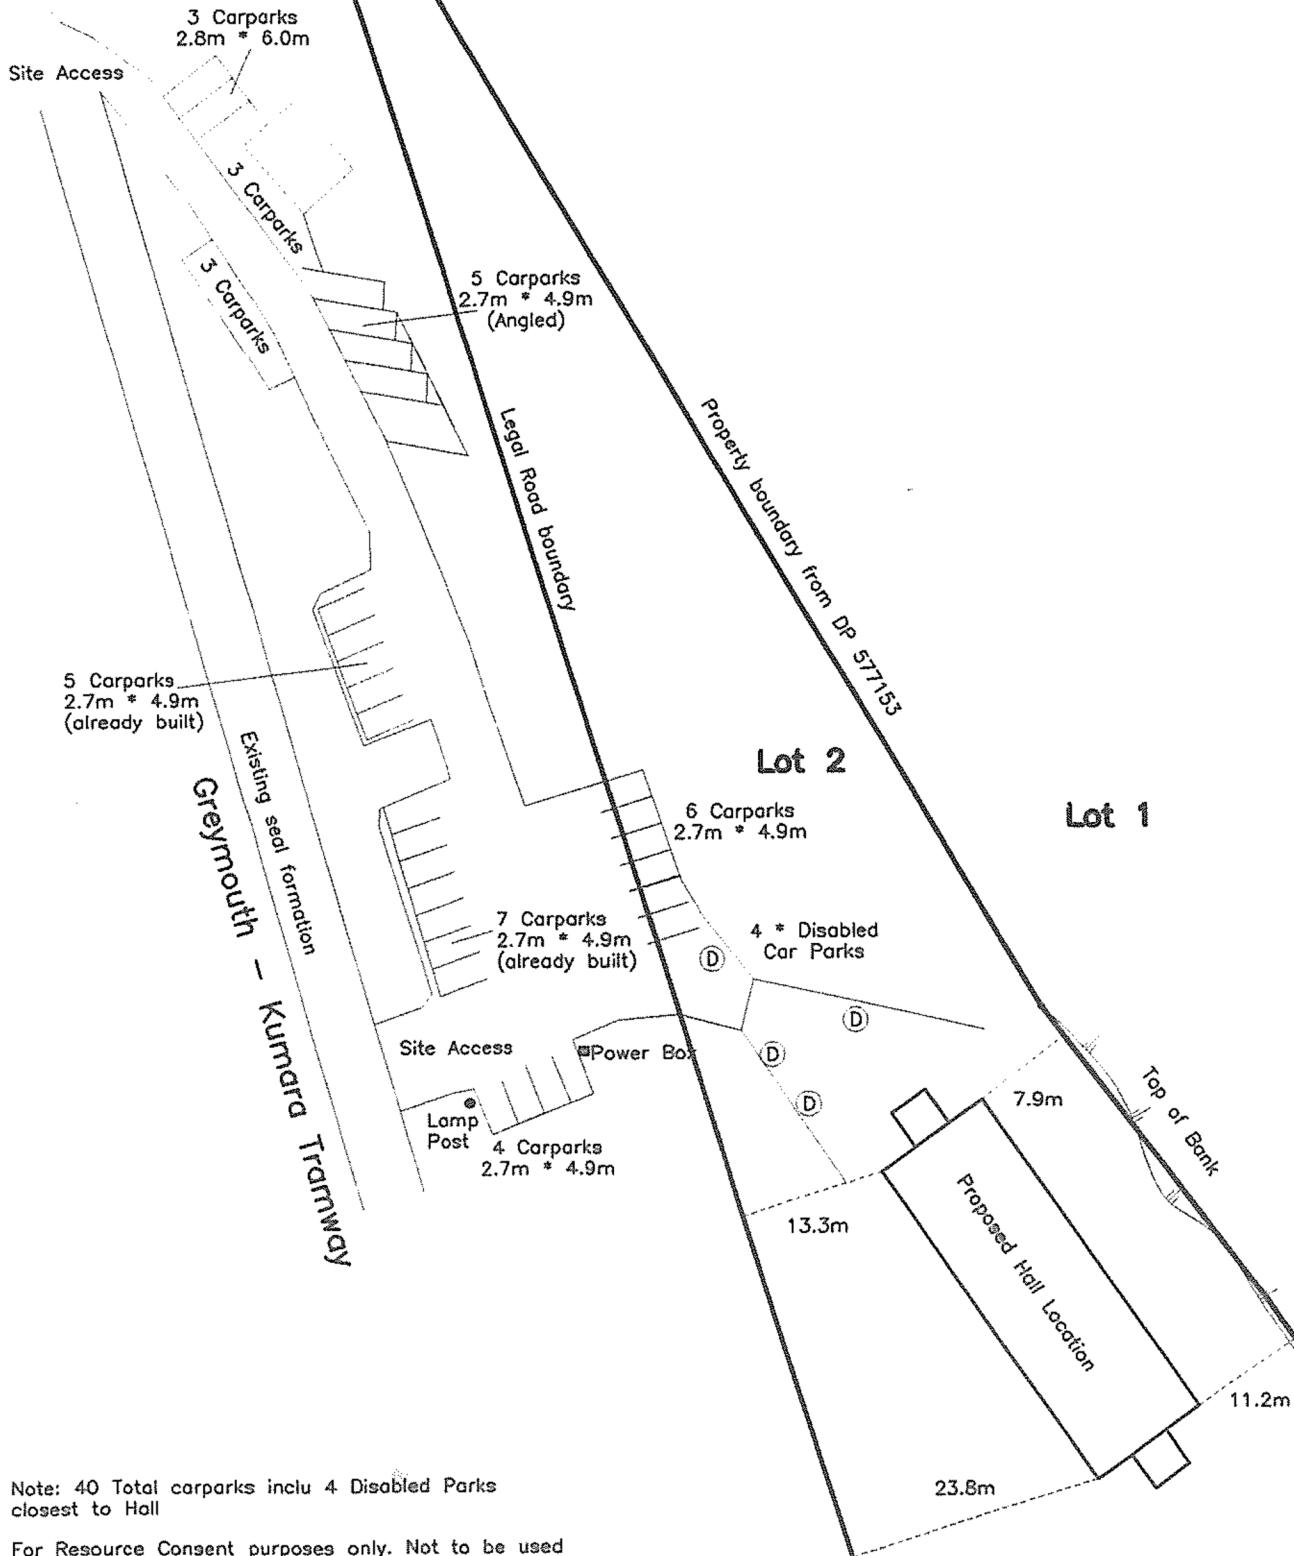 3 Carparks
2.8m * 6.0m
Site Access
3 Carparks
3 Carparks
5 Carparks
2.7m * 4.9m
(Angled)
Legal Road boundary
Property boundary from DP 577153
5 Carparks
2.7m * 4.9m
(already built)
Existing seal formation
Greymouth – Kumara Tramway
Lot 2
Lot 1
6 Carparks
2.7m * 4.9m
7 Carparks
2.7m * 4.9m
(already built)
4 * Disabled
Car Parks
D
D
D
D
Site Access
Power Box
Lamp
Post
4 Carparks
2.7m * 4.9m
7.9m
Top of Bank
13.3m
Proposed Hall Location
11.2m
23.8m
Note: 40 Total carparks inclu 4 Disabled Parks
closest to Hall
For Resource Consent purposes only. Not to be used